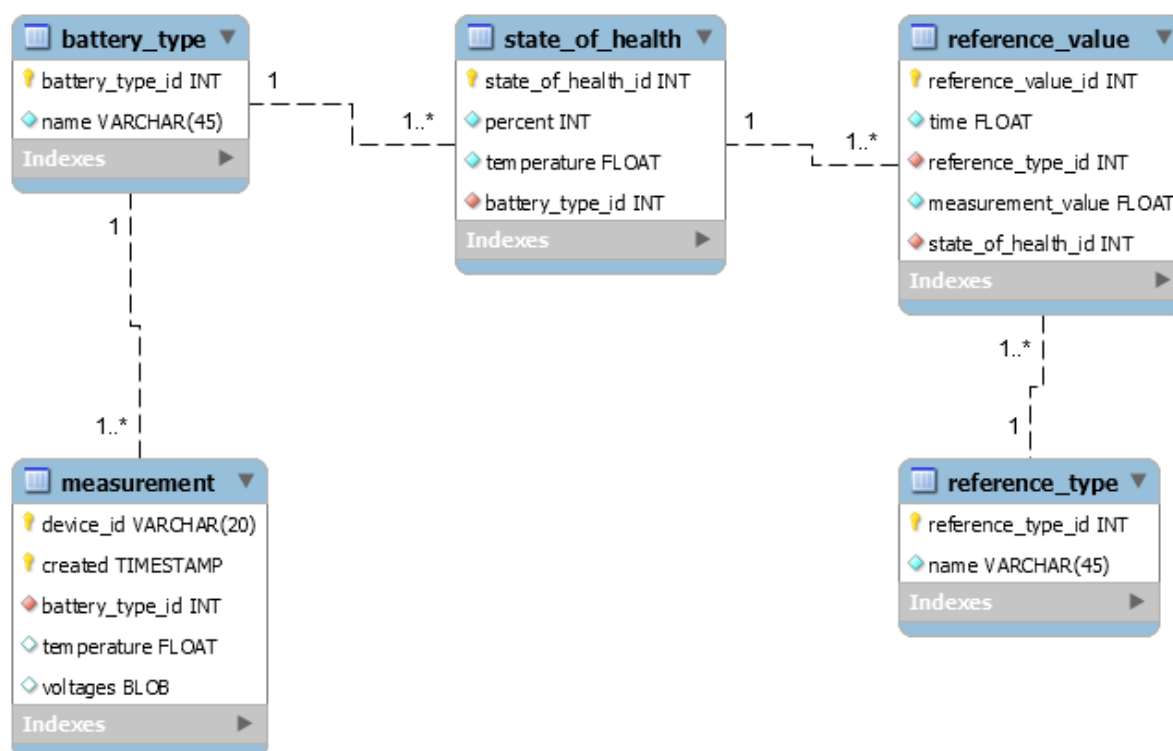 battery_type
battery_type_id INT
name VARCHAR(45)
Indexes
1
1..*
state_of_health
state_of_health_id INT
percent INT
temperature FLOAT
battery_type_id INT
Indexes
1
1..*
reference_value
reference_value_id INT
time FLOAT
reference_type_id INT
measurement_value FLOAT
state_of_health_id INT
Indexes
1
1..*
1..*
1
measurement
device_id VARCHAR(20)
created TIMESTAMP
battery_type_id INT
temperature FLOAT
voltages BLOB
Indexes
reference_type
reference_type_id INT
name VARCHAR(45)
Indexes